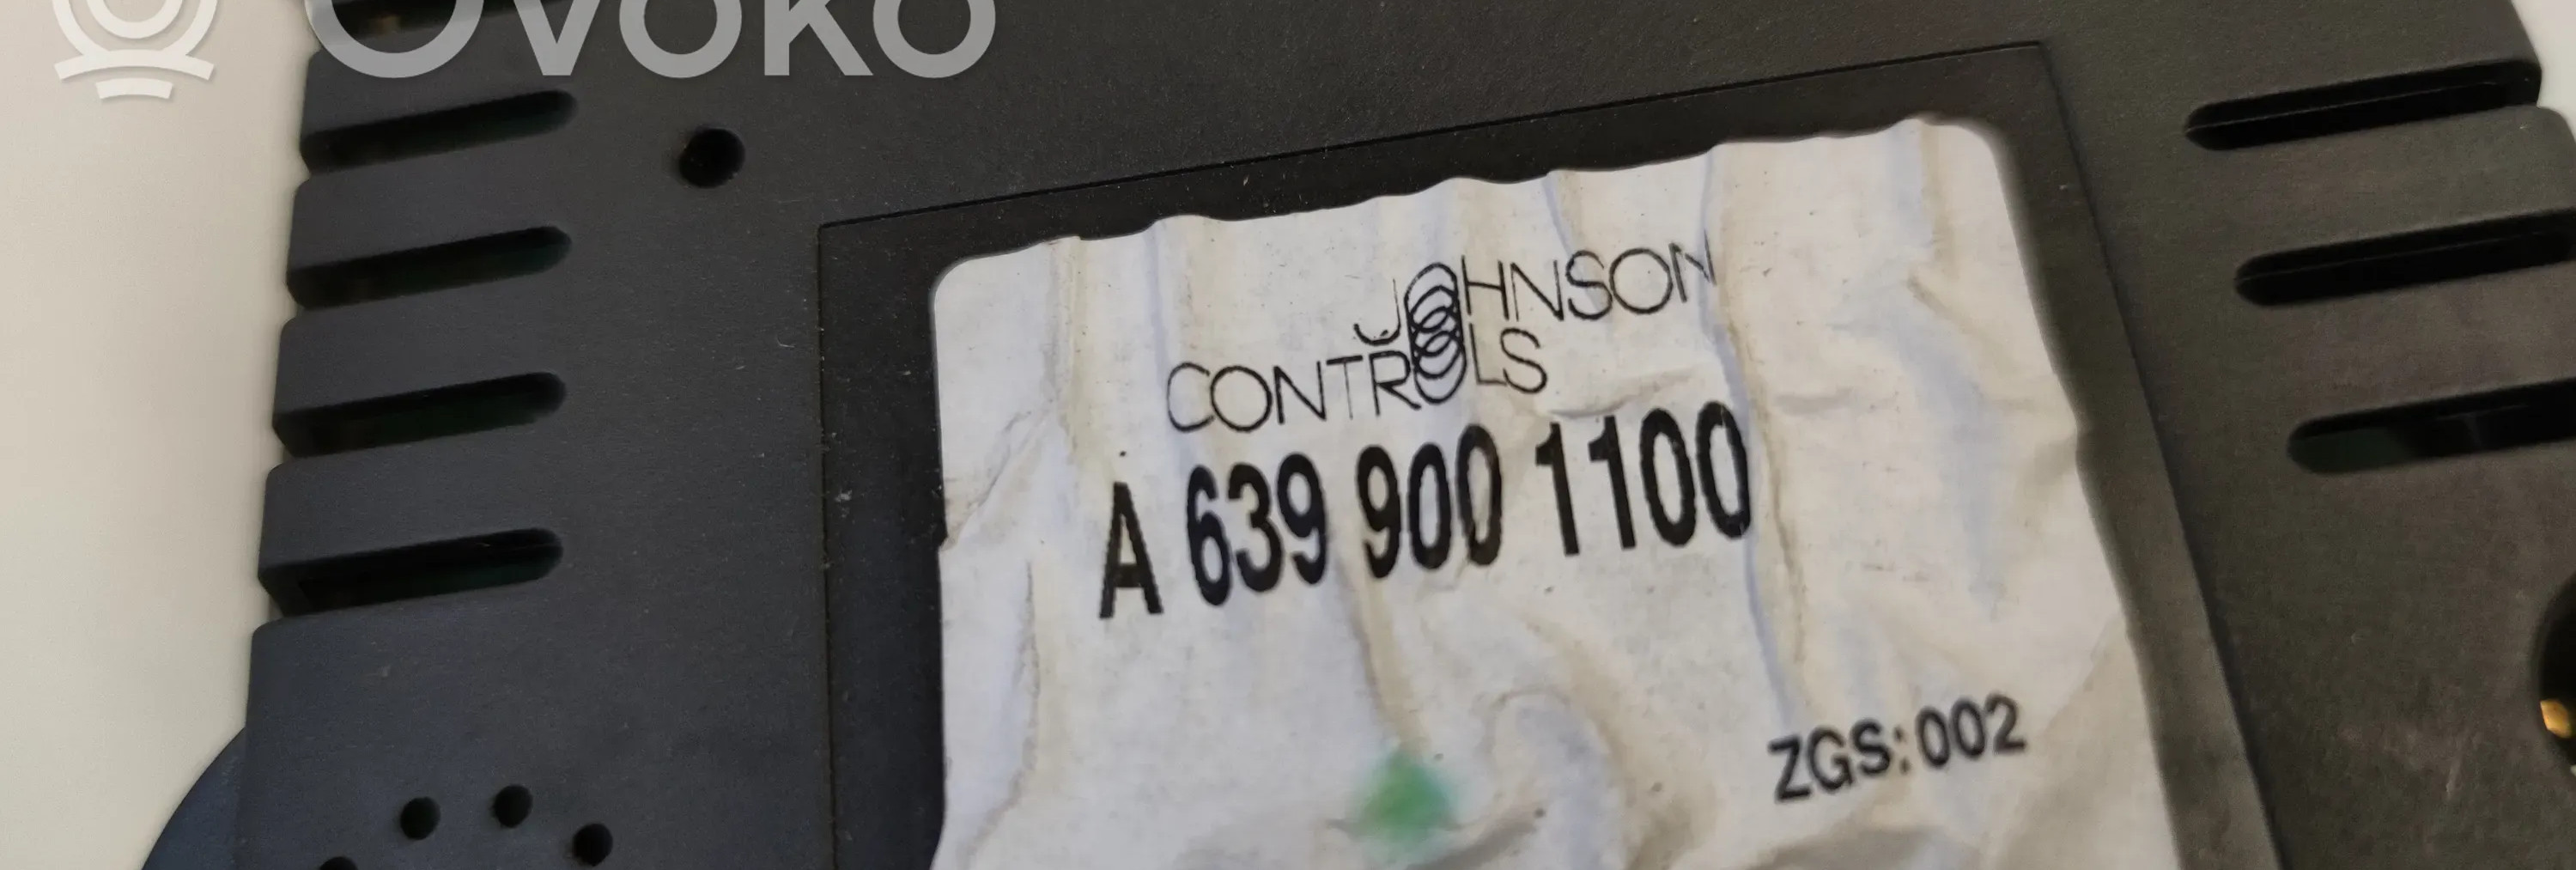 OVOKO
JOHNSON
CONTROLS
A 639 900 1100
ZGS:002